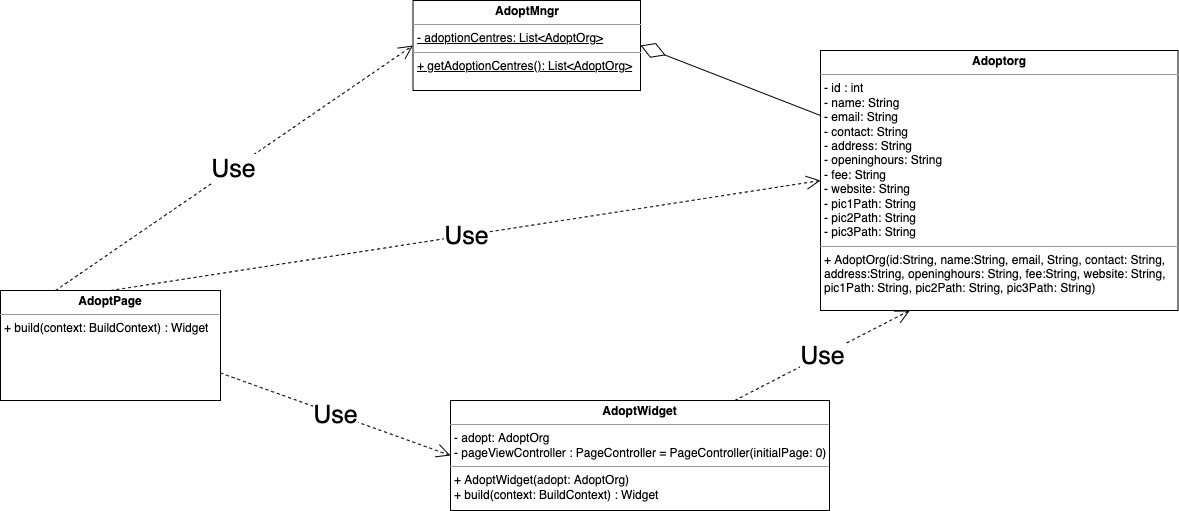 AdoptMngr
- adoptionCentres: List<AdoptOrg>
+ getAdoptionCentres(): List<AdoptOrg>
Adoptorg
- id : int
- name: String
- email: String
- contact: String
- address: String
- openinghours: String
- fee: String
- website: String
- pic1Path: String
- pic2Path: String
- pic3Path: String
+ AdoptOrg(id:String, name:String, email, String, contact: String,
address:String, openinghours: String, fee:String, website: String,
pic1Path: String, pic2Path: String, pic3Path: String)
Use
Use
AdoptPage
+ build(context: BuildContext) : Widget
Use
Use
AdoptWidget
- adopt: AdoptOrg
- pageViewController : PageController = PageController(initialPage: 0)
+ AdoptWidget(adopt: AdoptOrg)
+ build(context: BuildContext) : Widget